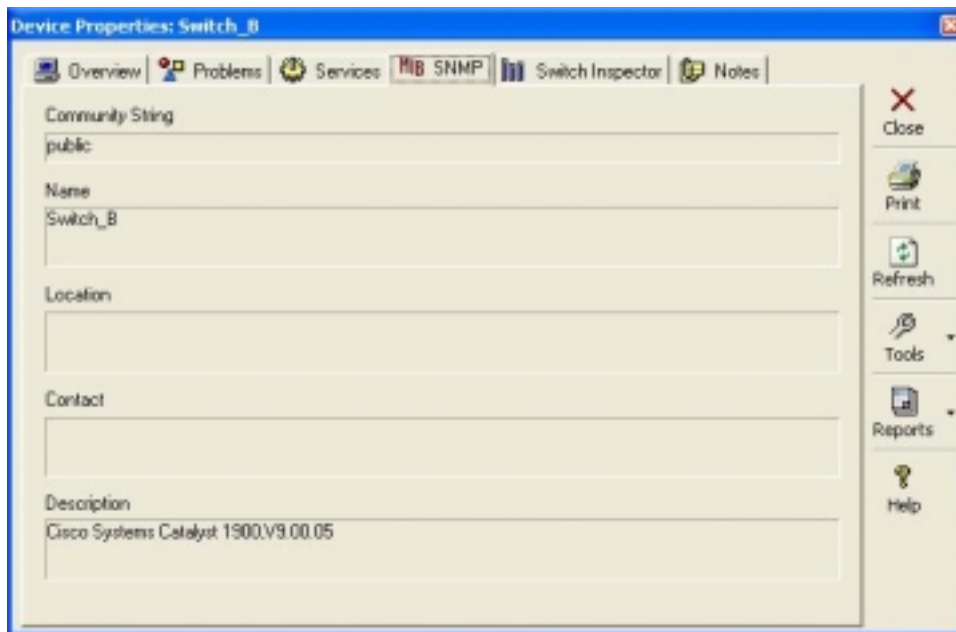 Device Properties: Switch_B
Overview Problems Services MIB SNMP Switch Inspector Notes
Community String
public
Name
Switch_B
Location
Contact
Description
Cisco Systems Catalyst 1900,V9.00.05
Close
Print
Refresh
Tools
Reports
Help